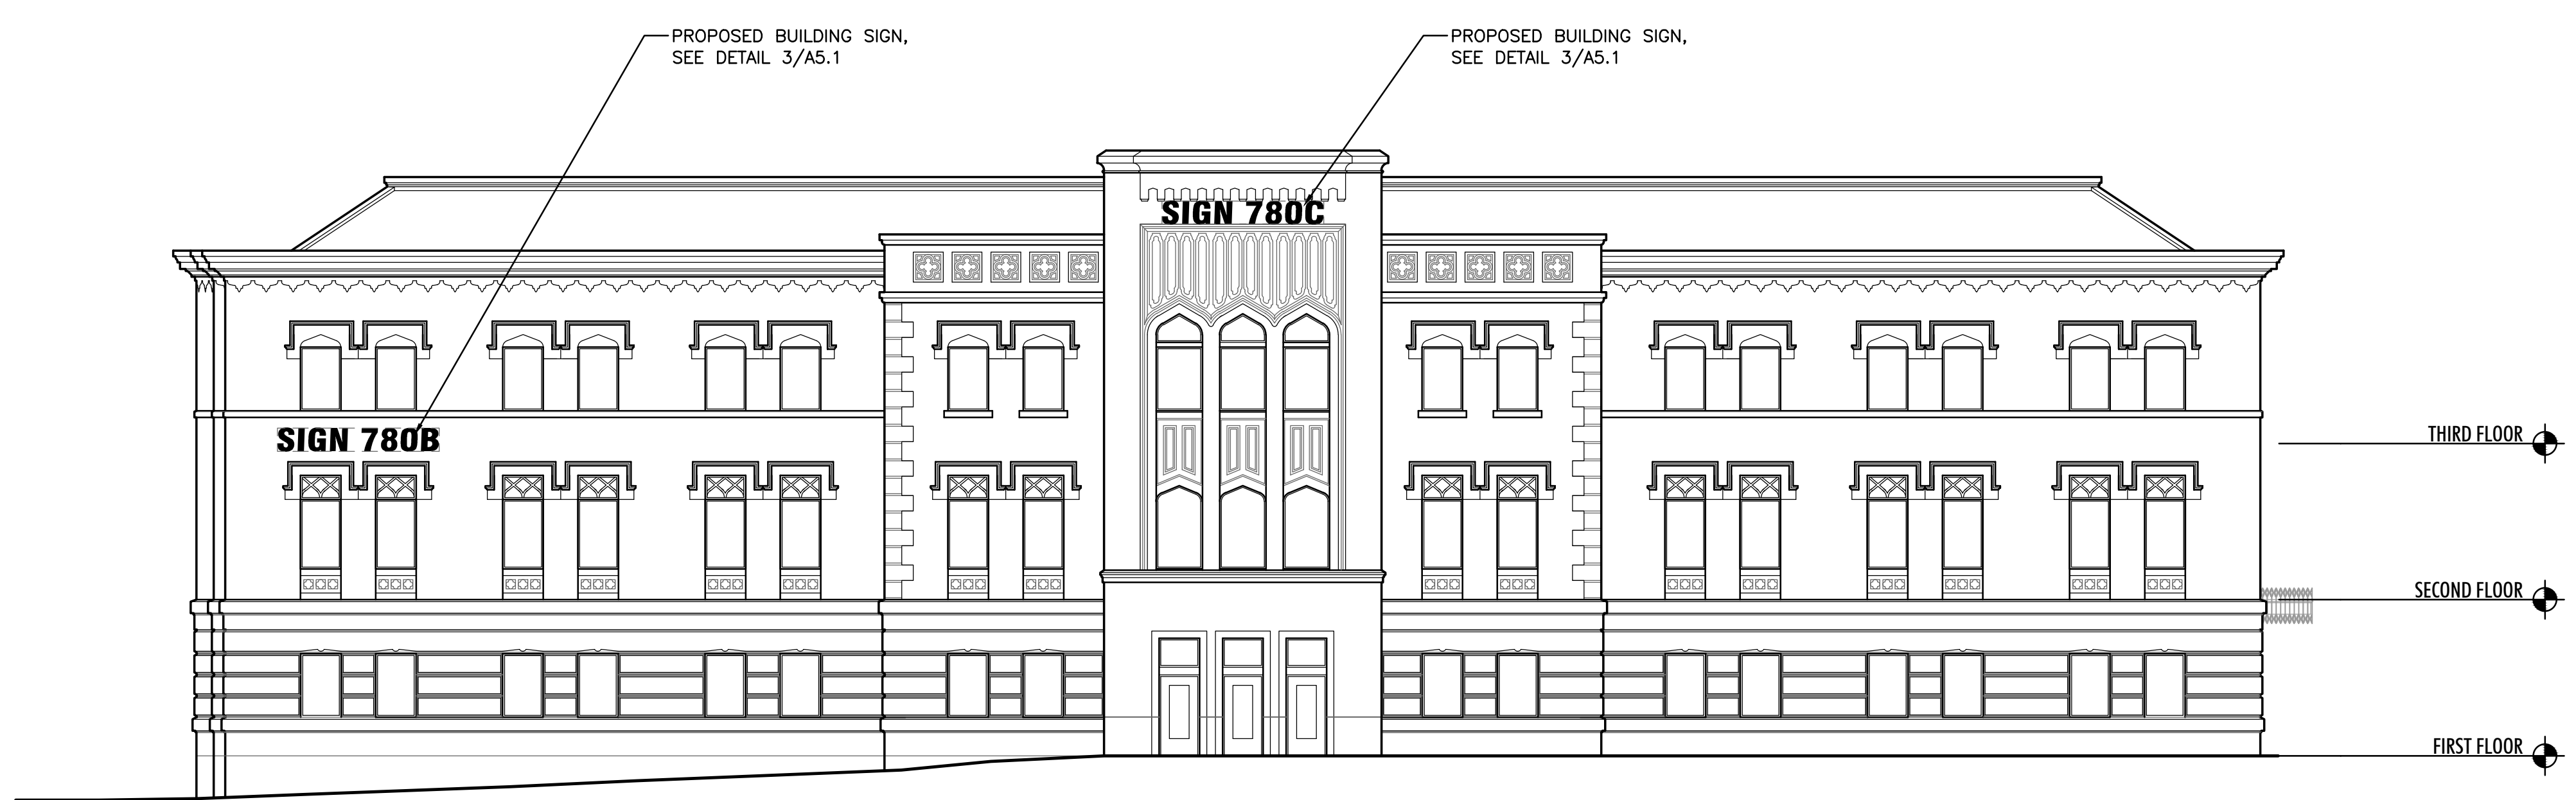 PROPOSED BUILDING SIGN,
SEE DETAIL 3/A5.1
PROPOSED BUILDING SIGN,
SEE DETAIL 3/A5.1
SIGN 780C
SIGN 780B
THIRD FLOOR
SECOND FLOOR
FIRST FLOOR